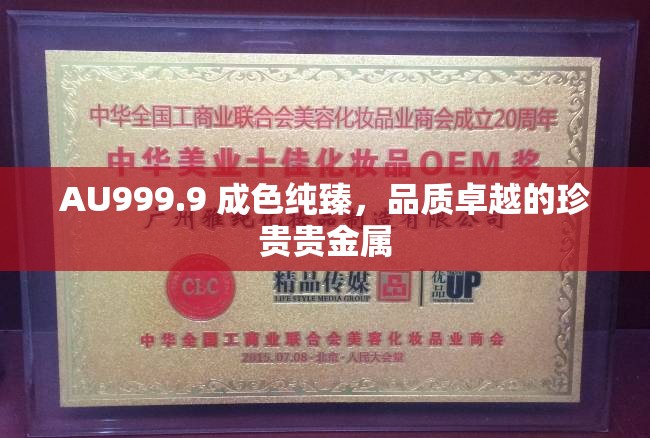 中华全国工商业联合会美容化妆品业商会成立20周年
中华美业十佳化妆品OEM奖
AU999.9 成色纯臻，品质卓越的珍
贵贵金属
CLC
精品传媒
LIFE STYLE MEDIA GROUP
品
优品
UP
中华全国工商业联合会美容化妆品业商会
2015.07.08·北京·人民大会堂